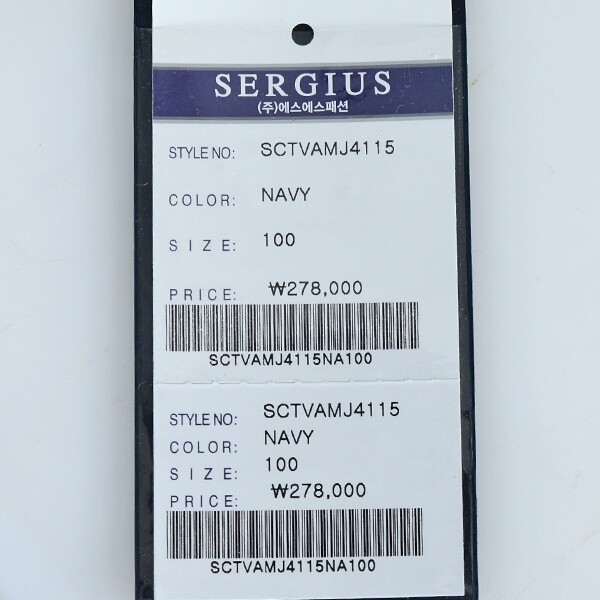 SERGIUS
(주)에스에스패션
STYLE NO: SCTVAMJ4115
COLOR: NAVY
SIZE: 100
PRICE: ₩278,000
SCTVAMJ4115NA100
STYLE NO: SCTVAMJ4115
COLOR: NAVY
SIZE: 100
PRICE: ₩278,000
SCTVAMJ4115NA100